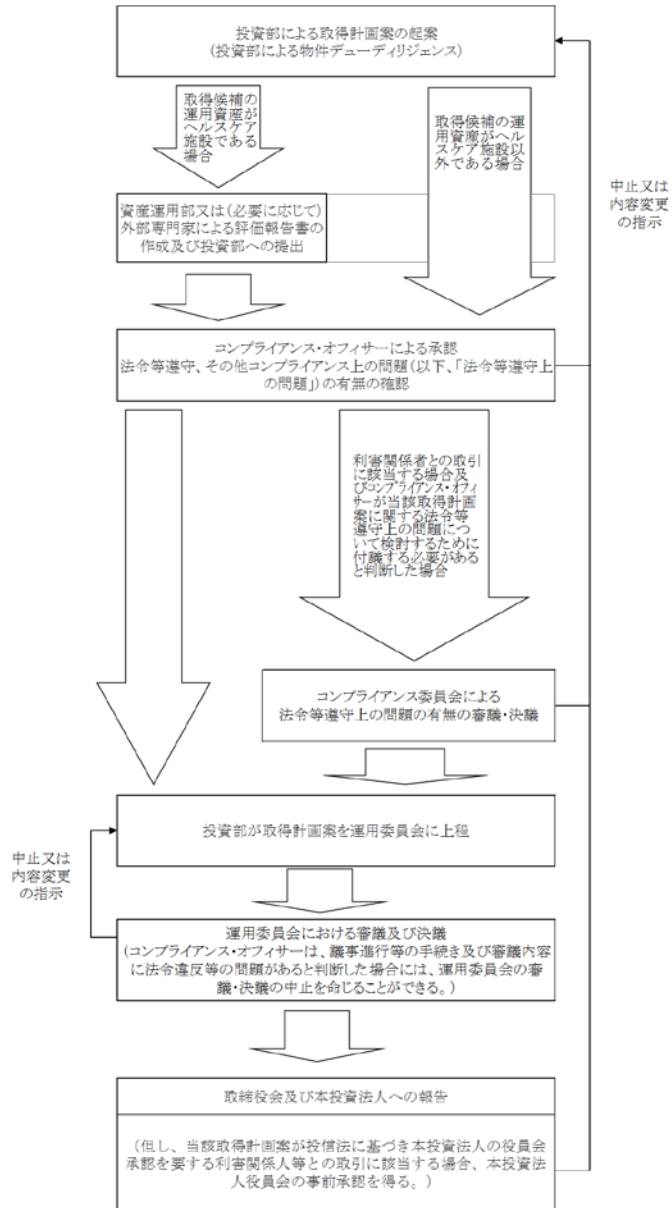 投資部による取得計画案の起案
(投資部による物件デューディリジェンス)
取得候補の
運用資産が
ヘルスケア
施設である
場合
取得候補の運
用資産がヘル
スケア施設以
外である場合
中止又は
内容変更
の指示
資産運用部又は(必要に応じて)
外部専門家による評価報告書の
作成及び投資部への提出
コンプライアンス・オフィサーによる承認
法令等遵守、その他コンプライアンス上の問題(以下、「法令等遵守上
の問題」)の有無の確認
利害関係者との取引
に該当する場合及
びコンプライアンス・オフィ
サーが当該取得計画
案に関する法令等
遵守上の問題につ
いて検討するために
付議する必要がある
と判断した場合
コンプライアンス委員会による
法令等遵守上の問題の有無の審議・決議
投資部が取得計画案を運用委員会に上程
中止又は
内容変更
の指示
運用委員会における審議及び決議
(コンプライアンス・オフィサーは、議事進行等の手続き及び審議内容
に法令違反等の問題があると判断した場合には、運用委員会の審
議・決議の中止を命じることができる。)
取締役会及び本投資法人への報告
(但し、当該取得計画案が投信法に基づき本投資法人の役員会
承認を要する利害関係人等との取引に該当する場合、本投資法
人役員会の事前承認を得る。)